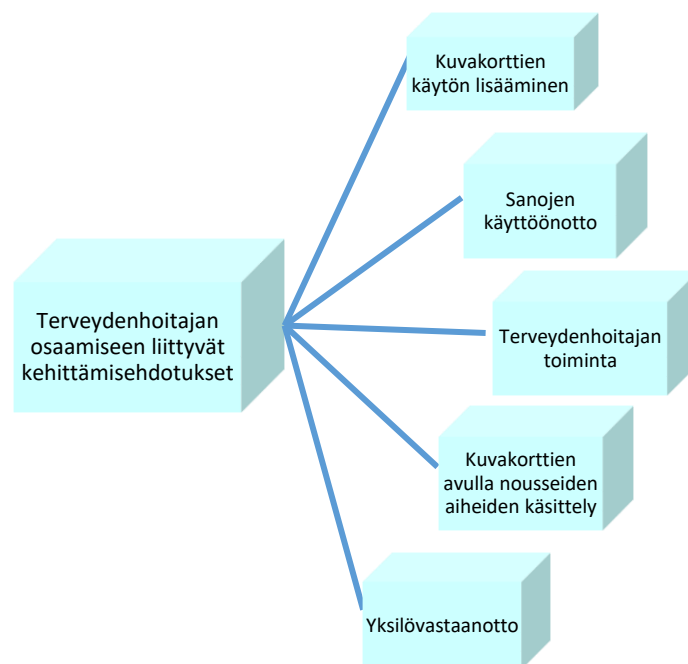 Kuvakorttien
käytön lisääminen
Sanojen
käyttöönotto
Terveydenhoitajan
osaamiseen liittyvät
kehittämisehdotukset
Terveydenhoitajan
toiminta
Kuvakorttien
avulla nousseiden
aiheiden käsittely
Yksilövastaanotto